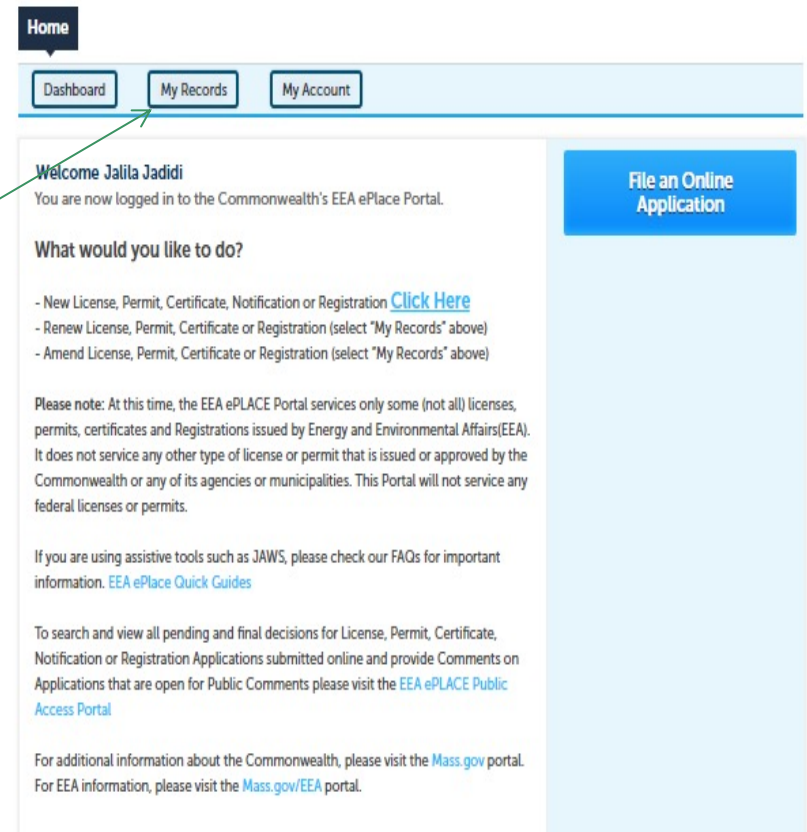 Home
Dashboard My Records My Account
Welcome Jalila Jadidi
You are now logged in to the Commonwealth's EEA ePlace Portal.
What would you like to do?
- New License, Permit, Certificate, Notification or Registration Click Here
- Renew License, Permit, Certificate or Registration (select "My Records" above)
- Amend License, Permit, Certificate or Registration (select "My Records" above)
Please note: At this time, the EEA ePLACE Portal services only some (not all) licenses,
permits, certificates and Registrations issued by Energy and Environmental Affairs(EEA).
It does not service any other type of license or permit that is issued or approved by the
Commonwealth or any of its agencies or municipalities. This Portal will not service any
federal licenses or permits.
If you are using assistive tools such as JAWS, please check our FAQs for important
information. EEA ePlace Quick Guides
To search and view all pending and final decisions for License, Permit, Certificate,
Notification or Registration Applications submitted online and provide Comments on
Applications that are open for Public Comments please visit the EEA ePLACE Public
Access Portal
For additional information about the Commonwealth, please visit the Mass.gov portal.
For EEA information, please visit the Mass.gov/EEA portal.
File an Online
Application